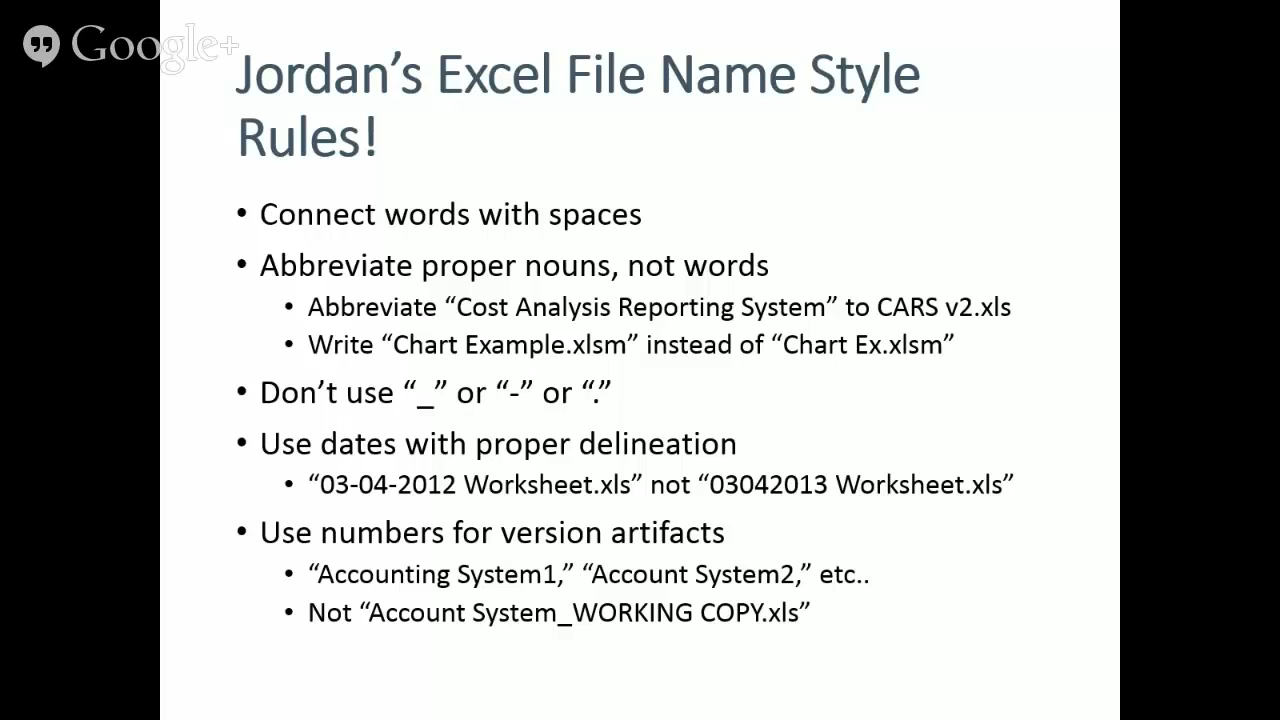 Google+
Jordan’s Excel File Name Style
Rules!
• Connect words with spaces
• Abbreviate proper nouns, not words
• Abbreviate “Cost Analysis Reporting System” to CARS v2.xls
• Write “Chart Example.xlsm” instead of “Chart Ex.xlsm”
• Don’t use “_” or “-” or “.”
• Use dates with proper delineation
• “03-04-2012 Worksheet.xls” not “03042013 Worksheet.xls”
• Use numbers for version artifacts
• “Accounting System1,” “Account System2,” etc..
• Not “Account System_WORKING COPY.xls”